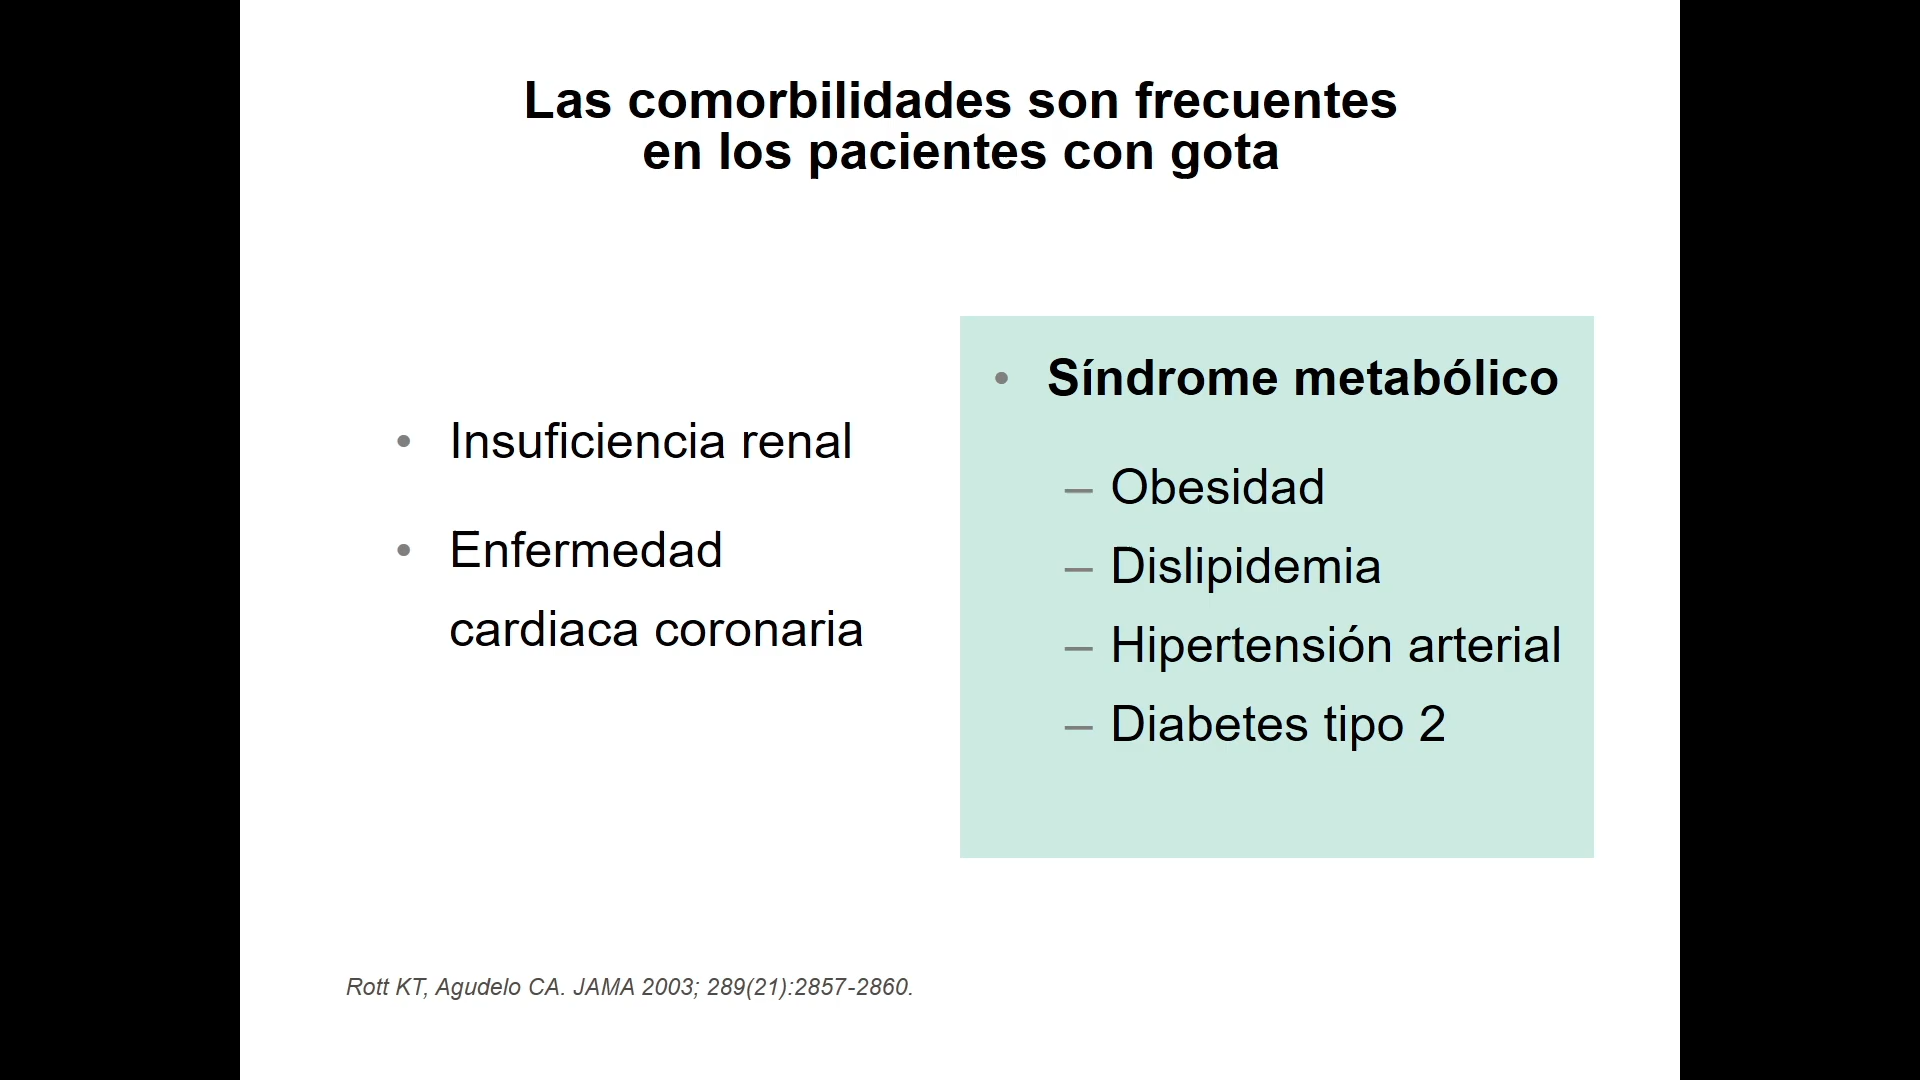 Las comorbilidades son frecuentes
en los pacientes con gota
• Insuficiencia renal
• Enfermedad
cardiaca coronaria
• Síndrome metabólico
– Obesidad
– Dislipidemia
– Hipertensión arterial
– Diabetes tipo 2
Rott KT, Agudelo CA. JAMA 2003; 289(21):2857-2860.